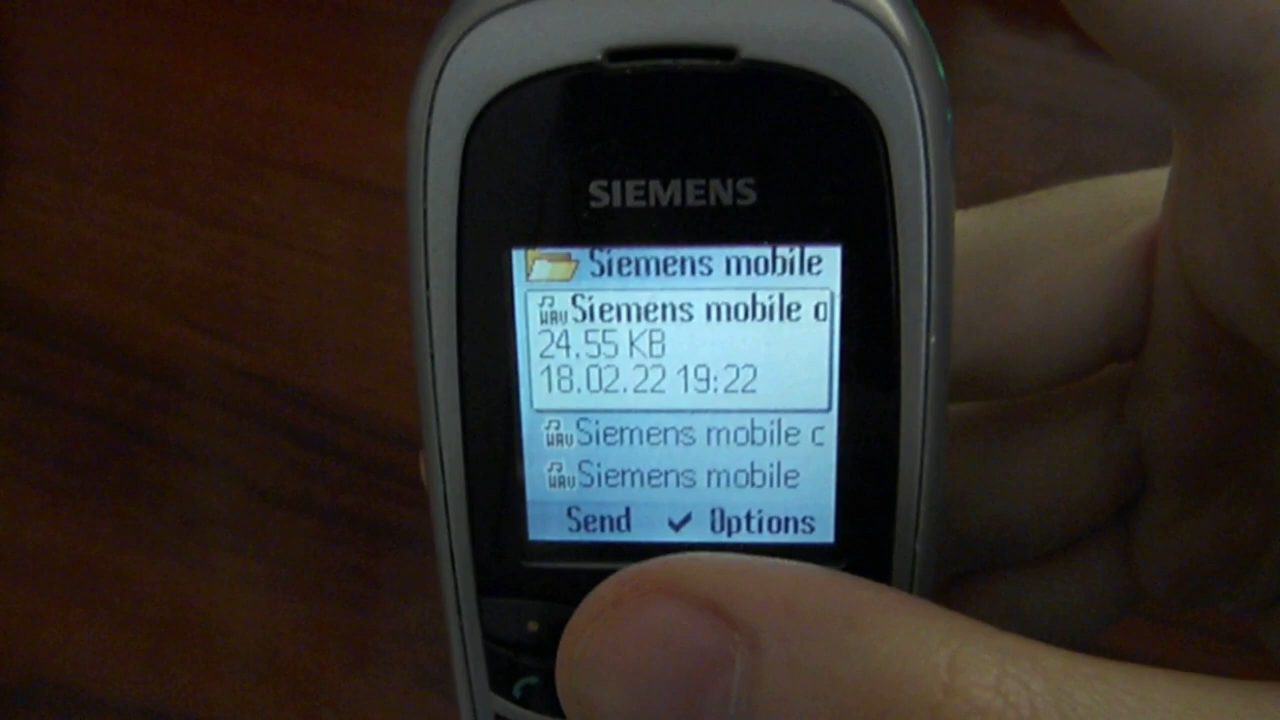 SIEMENS
Siemens mobile
WAV Siemens mobile
24.55 KB
18.02.22 19:22
WAV Siemens mobile
WAV Siemens mobile
Send Options